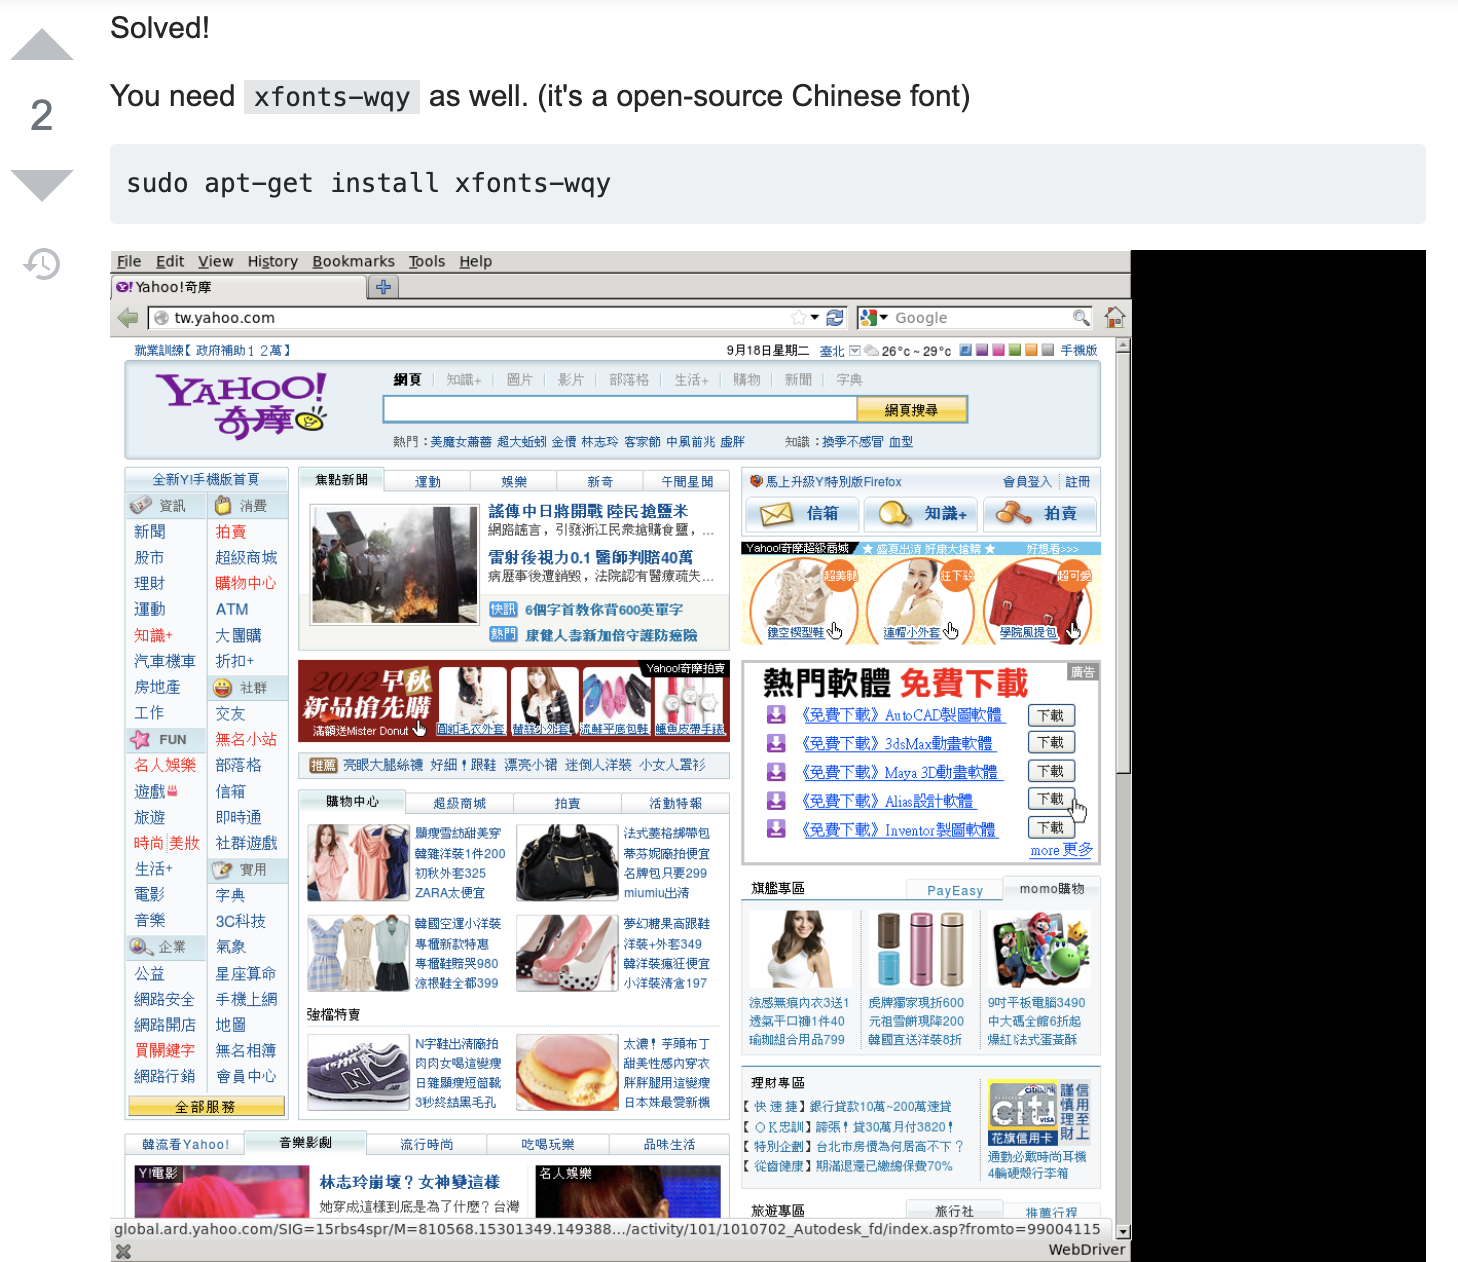 Solved!
2
You need xfonts-wqy as well. (it's a open-source Chinese font)
sudo apt-get install xfonts-wqy
File Edit View History Bookmarks Tools Help
Yahoo!奇摩
tw.yahoo.com
Google
就業訓練【政府補助１２萬】
9月18日星期二 臺北 26°c ~ 29°c 手機版
YAHOO!
奇摩
網頁 知識+ 圖片 影片 部落格 生活+ 購物 新聞 字典
網頁搜尋
熱門：美魔女蕭薔 超大蚯蚓 金價 林志玲 客家節 中風前兆 虛胖
知識：換季不感冒 血型
全新Y!手機版首頁
資訊 消費
新聞 拍賣
股市 超級商城
理財 購物中心
運動 ATM
知識+ 大團購
汽車機車 折扣+
房地產 社群
工作 交友
FUN 無名小站
名人娛樂 部落格
遊戲 信箱
旅遊 即時通
時尚 美妝 社群遊戲
生活+ 實用
電影 字典
音樂 3C科技
企業 氣象
公益 星座算命
網路安全 手機上網
網路開店 地圖
買關鍵字 無名相簿
網路行銷 會員中心
全部服務
焦點新聞 運動 娛樂 新奇 午間星聞
謠傳中日將開戰 陸民搶鹽米
網路謠言，引發浙江民眾搶購食鹽，...
雷射後視力0.1 醫師判賠40萬
病歷事後遭銷毀，法院認有醫療疏失...
快訊 6個字首教你背600英單字
熱門 康健人壽新加倍守護防癌險
Yahoo!奇摩拍賣
2012 早秋
新品搶先購
滿額送Mister Donut
圓釦毛衣外套 蕾絲外外套 流蘇平底包鞋 鱷魚皮帶手錶
推薦 亮眼大腿絲襪 好細！跟鞋 漂亮小裙 迷倒人洋裝 小女人罩衫
購物中心 超級商城 拍賣 活動特報
顯瘦雪紡甜美穿
韓雜洋裝1件200
初秋外套325
ZARA太便宜
法式蘑格綁帶包
蒂芬妮廠拍便宜
名牌包只要299
miumiu出清
韓國空運小洋裝
專櫃新款特惠
專櫃鞋賠哭980
涼根鞋全都399
夢幻糖果高跟鞋
洋裝+外套349
韓洋裝瘋狂便宜
小洋裝清倉197
強檔特賣
N字鞋出清廠拍
肉肉女喝這變瘦
日雜顯瘦短筒靴
3秒終結黑毛孔
太濃！芋頭布丁
甜美性感內穿衣
胖胖腿用這變瘦
日本妹最愛新機
韓流看Yahoo! 音樂影劇 流行時尚 吃喝玩樂 品味生活
Y!電影
林志玲崩壞？女神變這樣
她穿成這樣到底是為了什麼？台灣
名人娛樂
馬上升級Y!特別版Firefox
會員登入 註冊
信箱 知識+ 拍賣
Yahoo!奇摩超級商城 ★ 盛夏出清 好康大搶購 ★ 好想看>>>
超美腿 往下殺 超可愛
鏤空楔型鞋 連帽小外套 學院風提包
廣告
熱門軟體 免費下載
《免費下載》AutoCAD製圖軟體 下載
《免費下載》3dsMax動畫軟體 下載
《免費下載》Maya 3D動畫軟體 下載
《免費下載》Alias設計軟體 下載
《免費下載》Inventor製圖軟體 下載
more 更多
旗艦專區 PayEasy momo購物
涼感無痕內衣3送1
透氣平口褲1件40
瑜珈組合用品799
虎牌獨家現折600
元祖雪餅現降200
韓國直送洋裝8折
9吋平板電腦3490
中大碼全館6折起
爆紅法式蛋黃酥
理財專區
【快 速 捷】銀行貸款10萬~200萬速貸
【ＯＫ忠訓】誇張！貸30萬月付3820！
【特別企劃】台北市房價為何居高不下？
【從齒健康】期滿退還已繳總保費70%
citibank
citi
VISA
花旗信用卡
謹慎理財
信用至上
通勤必戴時尚耳機
4輪硬殼行李箱
旅遊專區 旅行社 推薦行程
global.ard.yahoo.com/SIG=15rbs4spr/M=810568.15301349.149388.../activity/101/1010702_Autodesk_fd/index.asp?fromto=99004115
WebDriver